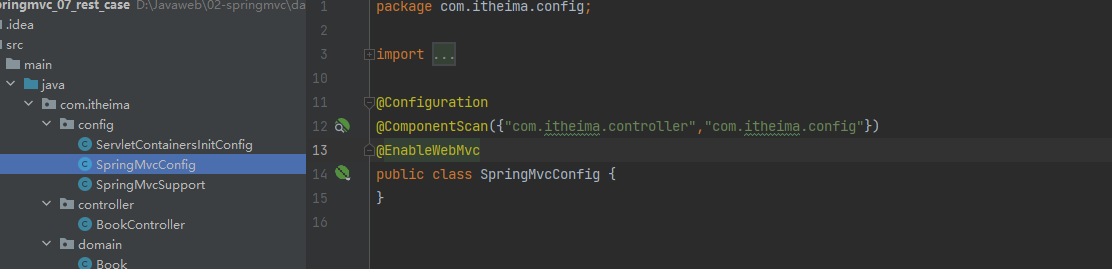 pringmvc_07_rest_case D:\Javaweb\02-springmvc\da
.idea
src
main
java
com.itheima
config
ServletContainersInitConfig
SpringMvcConfig
SpringMvcSupport
controller
BookController
domain
Book
1 package com.itheima.config;
2
3 import ...
10
11 @Configuration
12 @ComponentScan({"com.itheima.controller","com.itheima.config"})
13 @EnableWebMvc
14 public class SpringMvcConfig {
15 }
16